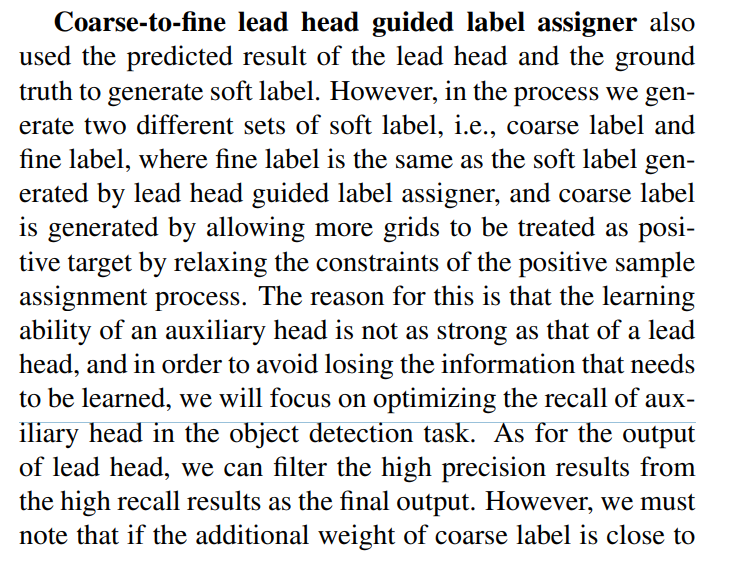 Coarse-to-fine lead head guided label assigner also
used the predicted result of the lead head and the ground
truth to generate soft label. However, in the process we gen-
erate two different sets of soft label, i.e., coarse label and
fine label, where fine label is the same as the soft label gen-
erated by lead head guided label assigner, and coarse label
is generated by allowing more grids to be treated as posi-
tive target by relaxing the constraints of the positive sample
assignment process. The reason for this is that the learning
ability of an auxiliary head is not as strong as that of a lead
head, and in order to avoid losing the information that needs
to be learned, we will focus on optimizing the recall of aux-
iliary head in the object detection task. As for the output
of lead head, we can filter the high precision results from
the high recall results as the final output. However, we must
note that if the additional weight of coarse label is close to